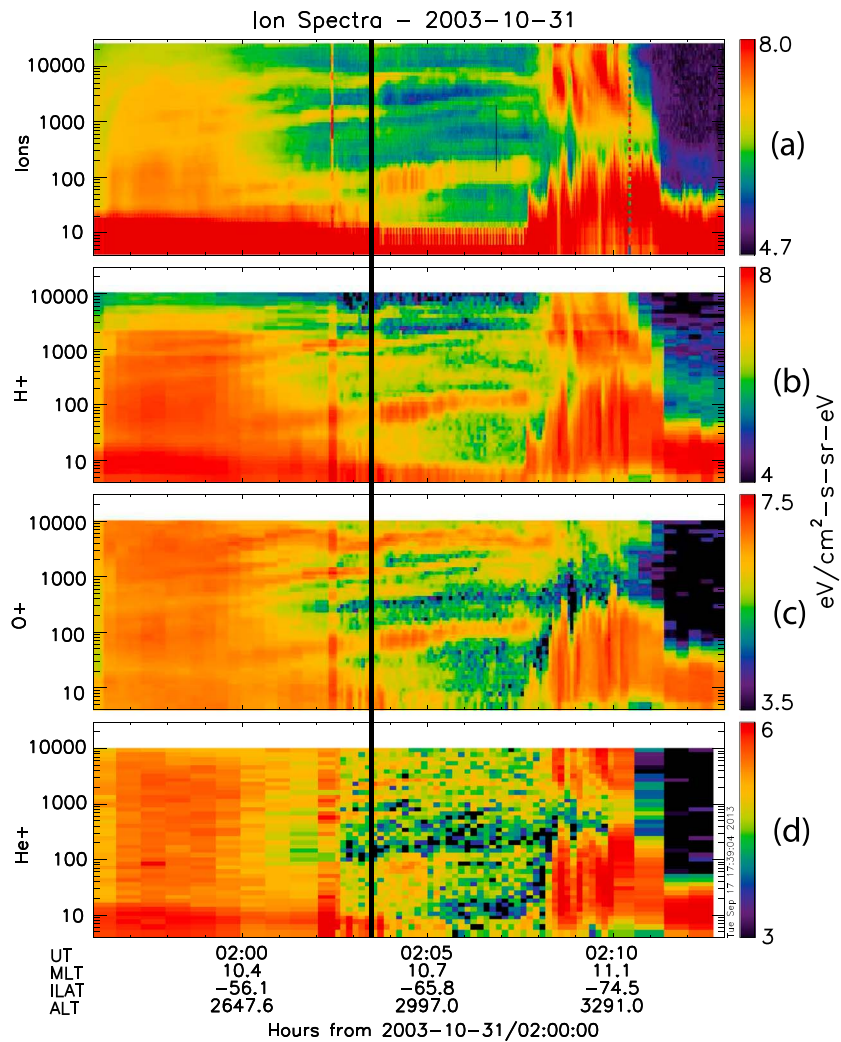 Ion Spectra − 2003−10−31
10000
1000
100
10
Ions
8.0
4.7
(a)
10000
1000
100
10
H+
8
4
(b)
10000
1000
100
10
O+
7.5
3.5
(c)
10000
1000
100
10
He+
6
3
(d)
eV/cm²−s−sr−eV
Tue Sep 17 17:39:04 2013
UT 02:00 02:05 02:10
MLT 10.4 10.7 11.1
ILAT −56.1 −65.8 −74.5
ALT 2647.6 2997.0 3291.0
Hours from 2003−10−31/02:00:00